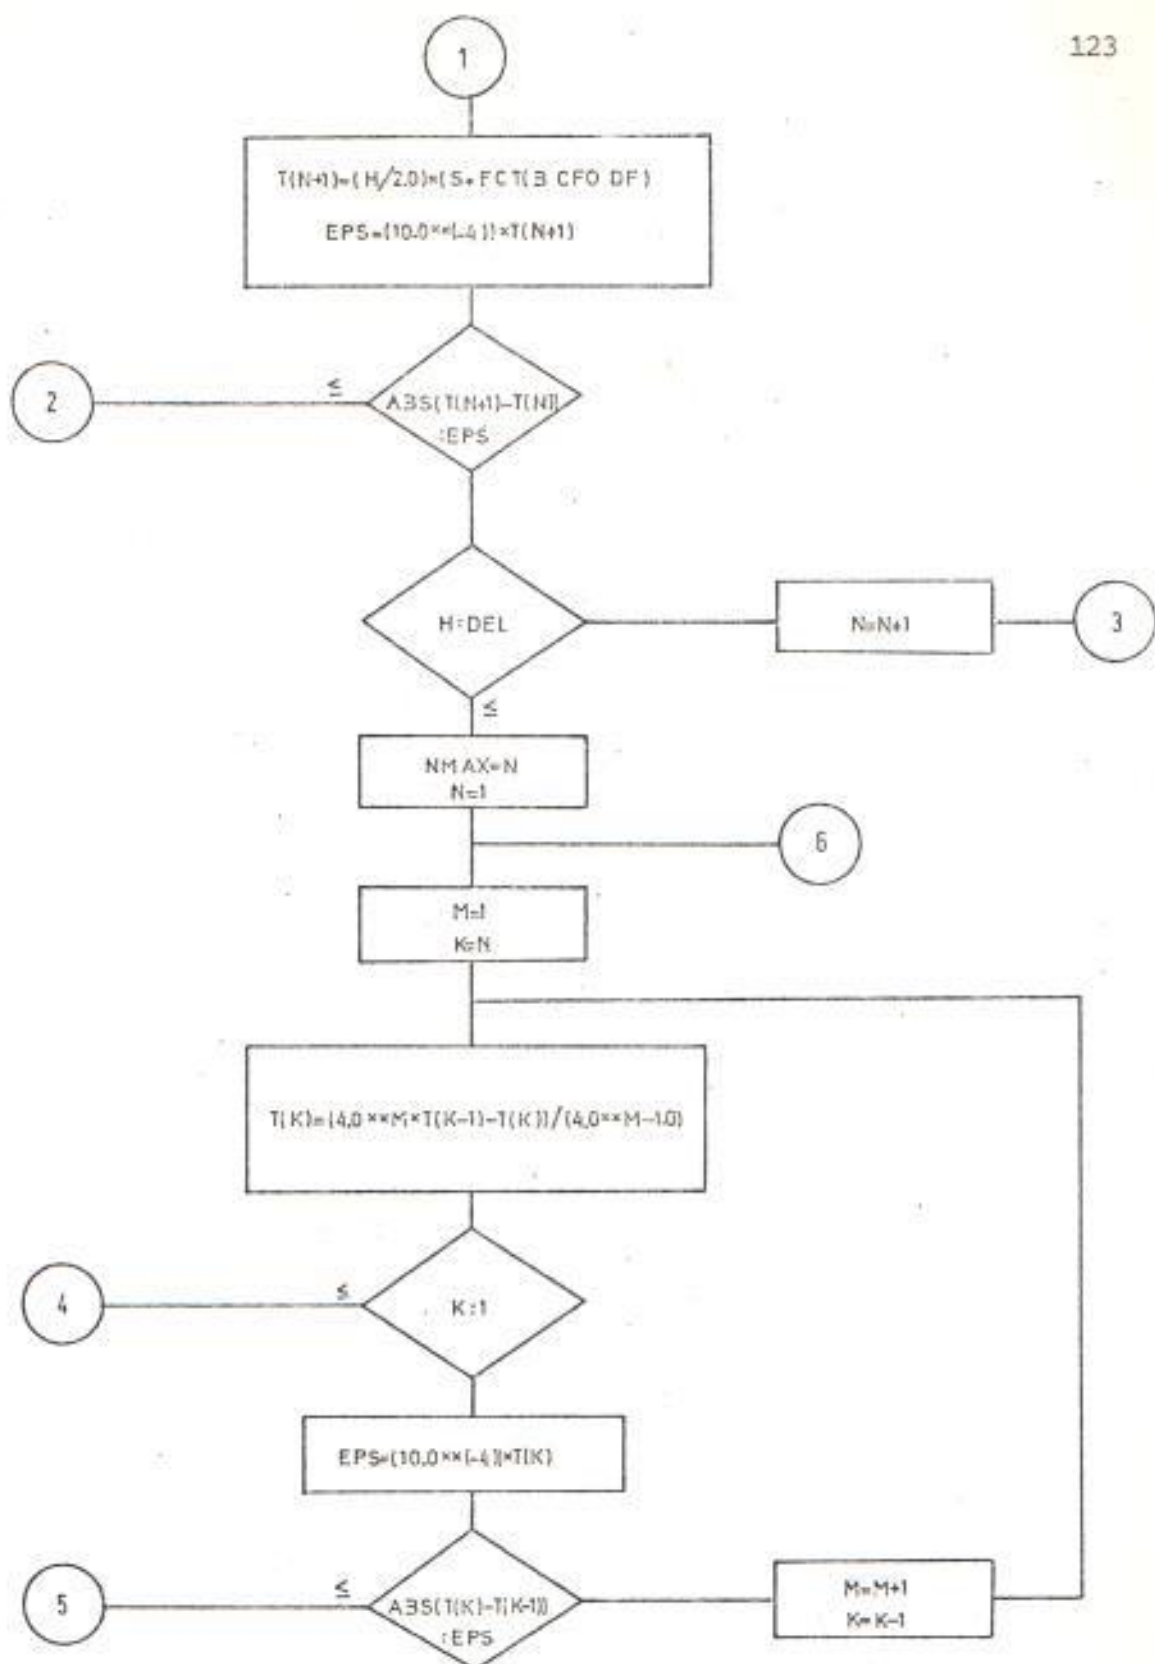 123
1
T(N+1)=(H/2.0)×(S+FCT(B CFO DF)
EPS=(10.0××(-4))×T(N+1)
2
≤
ABS(T(N+1)-T(N))
:EPS
H:DEL
N=N+1
3
≤
NMAX=N
N=1
6
M=1
K=N
T(K)=(4.0××M×T(K-1)-T(K))/(4.0××M-1.0)
4
≤
K:1
EPS=(10.0××(-4))×T(K)
5
≤
ABS(T(K)-T(K-1))
:EPS
M=M+1
K=K-1